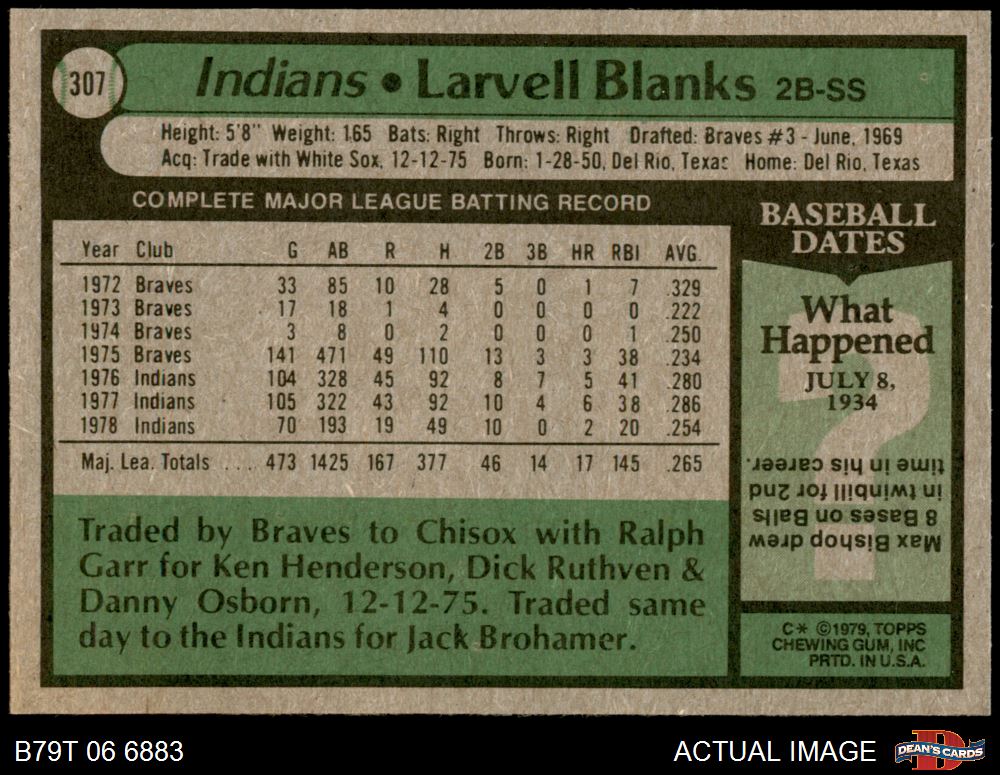 307
Indians • Larvell Blanks 2B-SS
Height: 5'8" Weight: 165 Bats: Right Throws: Right Drafted: Braves #3 - June, 1969
Acq: Trade with White Sox, 12-12-75 Born: 1-28-50, Del Rio, Texas Home: Del Rio, Texas
COMPLETE MAJOR LEAGUE BATTING RECORD
Year Club G AB R H 2B 3B HR RBI AVG.
1972 Braves 33 85 10 28 5 0 1 7 .329
1973 Braves 17 18 1 4 0 0 0 0 .222
1974 Braves 3 8 0 2 0 0 0 1 .250
1975 Braves 141 471 49 110 13 3 3 38 .234
1976 Indians 104 328 45 92 8 7 5 41 .280
1977 Indians 105 322 43 92 10 4 6 38 .286
1978 Indians 70 193 19 49 10 0 2 20 .254
Maj. Lea. Totals . . . 473 1425 167 377 46 14 17 145 .265
Traded by Braves to Chisox with Ralph
Garr for Ken Henderson, Dick Ruthven &
Danny Osborn, 12-12-75. Traded same
day to the Indians for Jack Brohamer.
BASEBALL
DATES
What
Happened
JULY 8,
1934
?
Max Bishop drew
8 Bases on Balls
in twinbill for 2nd
time in his career.
C* ©1979, TOPPS
CHEWING GUM, INC
PRTD. IN U.S.A.
B79T 06 6883
ACTUAL IMAGE
DEAN'S CARDS